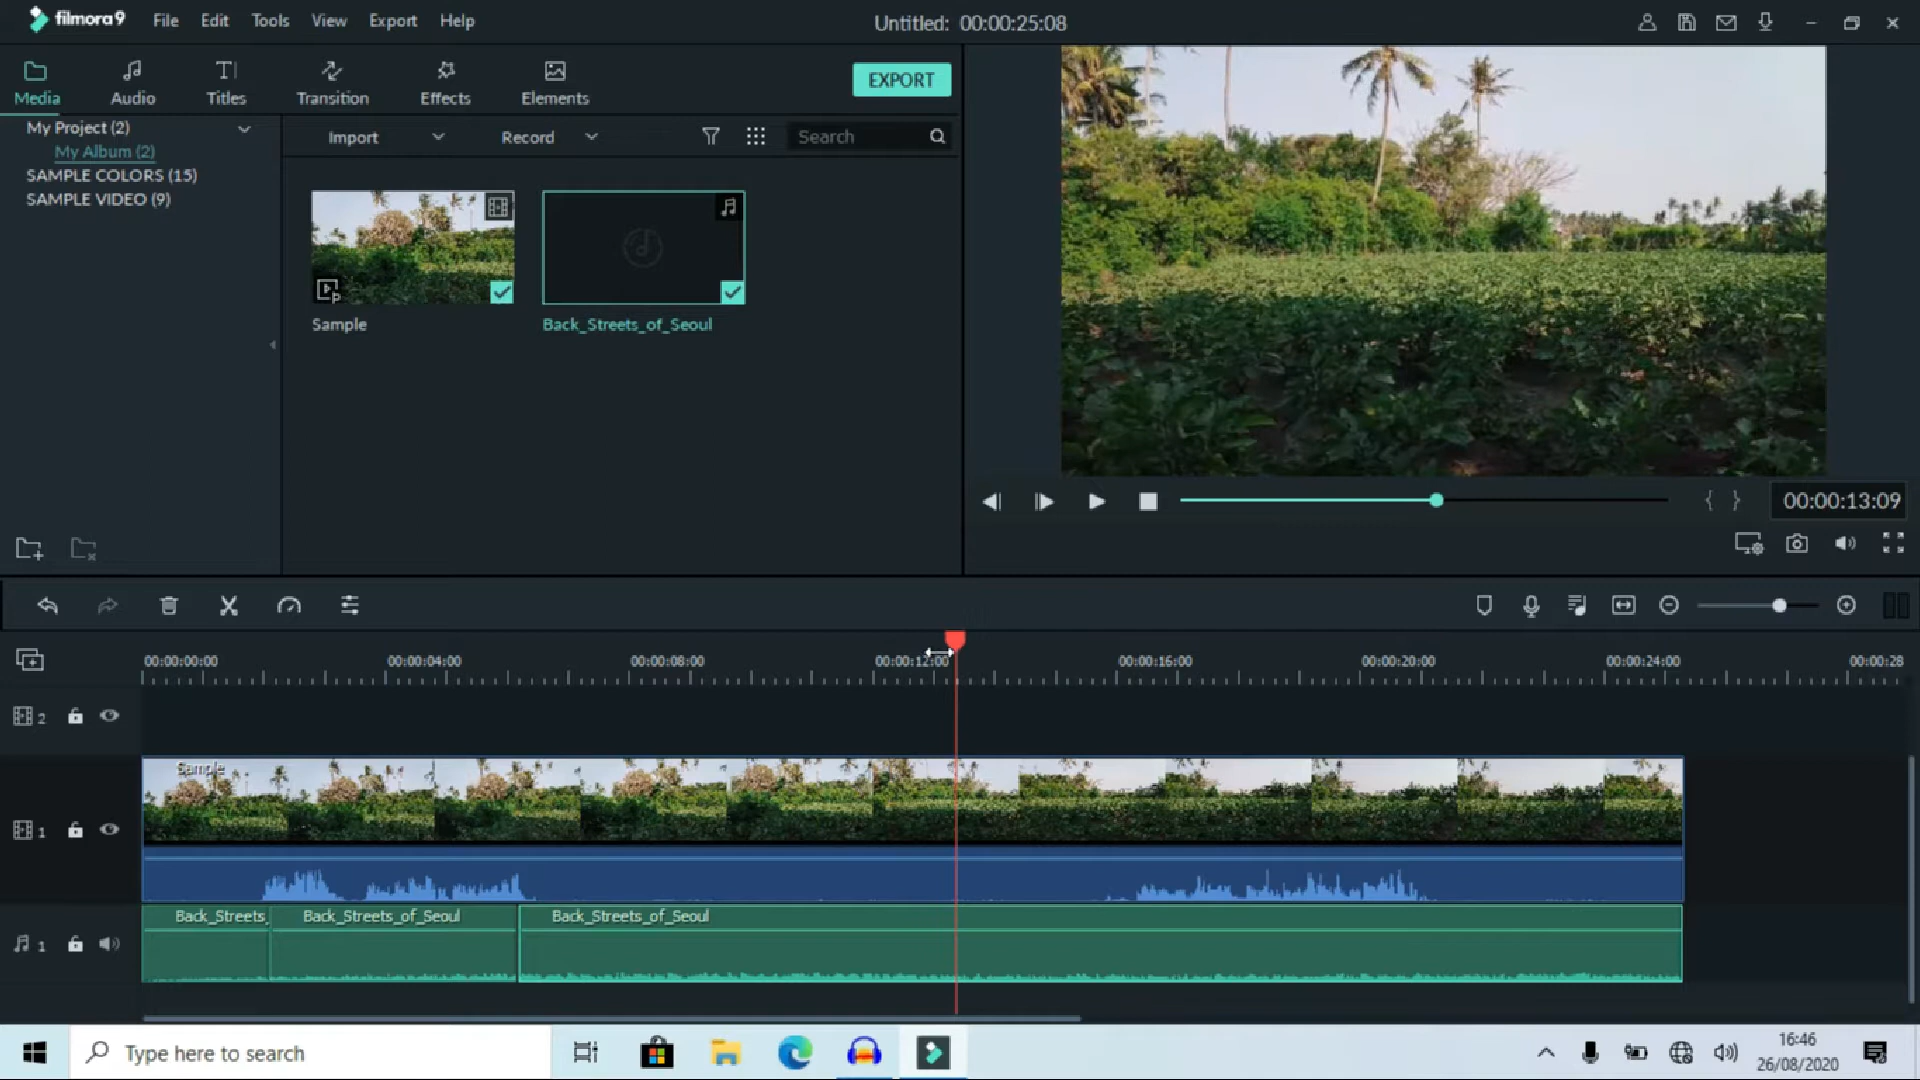 filmora9 File Edit Tools View Export Help
Untitled: 00:00:25:08
Media Audio Titles Transition Effects Elements
EXPORT
My Project (2)
My Album (2)
SAMPLE COLORS (15)
SAMPLE VIDEO (9)
Import Record Search
Sample
Back_Streets_of_Seoul
00:00:13:09
00:00:00:00 00:00:04:00 00:00:08:00 00:00:12:00 00:00:16:00 00:00:20:00 00:00:24:00 00:00:28
2
Sample
1
Back_Streets_ Back_Streets_of_Seoul Back_Streets_of_Seoul
1
Type here to search
16:46
26/08/2020